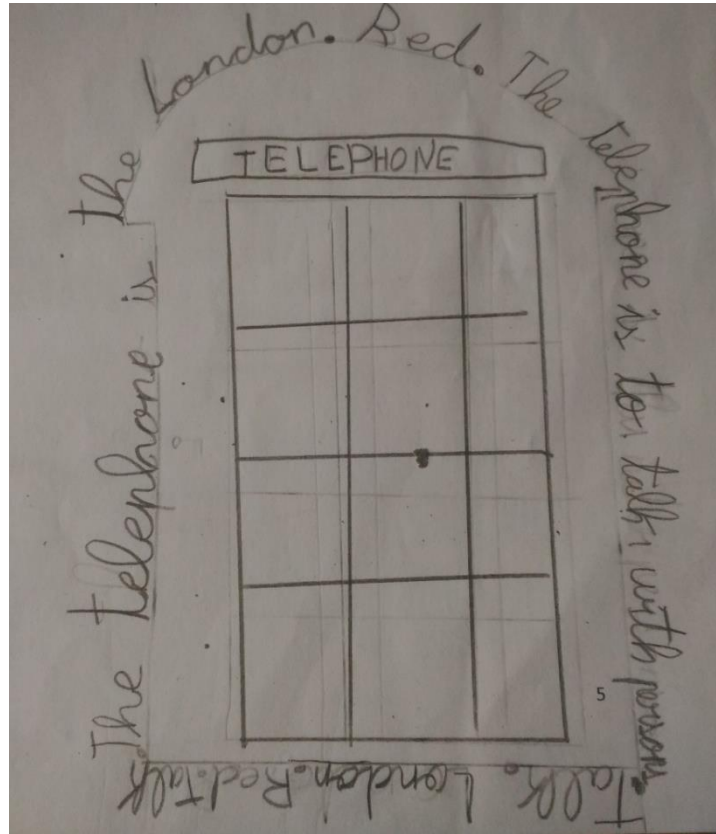 The telephone is the London. Red. The telephone is to talk with person.
Talk. London. Red. Talk.
TELEPHONE
5